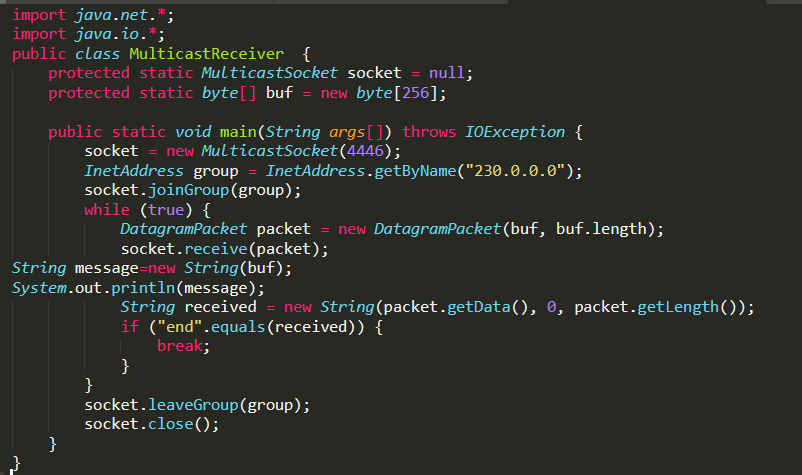 import java.net.*;
import java.io.*;
public class MulticastReceiver  {
    protected static MulticastSocket socket = null;
    protected static byte[] buf = new byte[256];

    public static void main(String args[]) throws IOException {
        socket = new MulticastSocket(4446);
        InetAddress group = InetAddress.getByName("230.0.0.0");
        socket.joinGroup(group);
        while (true) {
            DatagramPacket packet = new DatagramPacket(buf, buf.length);
            socket.receive(packet);
String message=new String(buf);
System.out.println(message);
            String received = new String(packet.getData(), 0, packet.getLength());
            if ("end".equals(received)) {
                break;
            }
        }
        socket.leaveGroup(group);
        socket.close();
    }
}